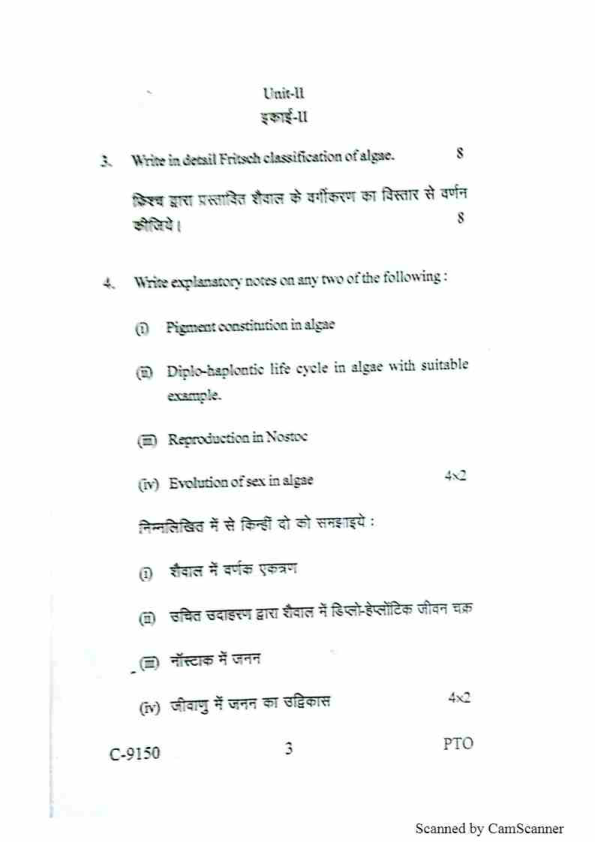 Unit-II
इकाई-II
3. Write in detail Fritsch classification of algae. 8
फ्रिश्च द्वारा प्रस्तावित शैवाल के वर्गीकरण का विस्तार से वर्णन
कीजिये। 8
4. Write explanatory notes on any two of the following :
(i) Pigment constitution in algae
(ii) Diplo-haplontic life cycle in algae with suitable
example.
(iii) Reproduction in Nostoc
(iv) Evolution of sex in algae 4×2
निम्नलिखित में से किन्हीं दो को समझाइये :
(i) शैवाल में वर्णक एकत्रण
(ii) उचित उदाहरण द्वारा शैवाल में डिप्लो-हेप्लोंटिक जीवन चक्र
(iii) नॉस्टाक में जनन
(iv) जीवाणु में जनन का उद्विकास 4×2
C-9150 3 PTO
Scanned by CamScanner